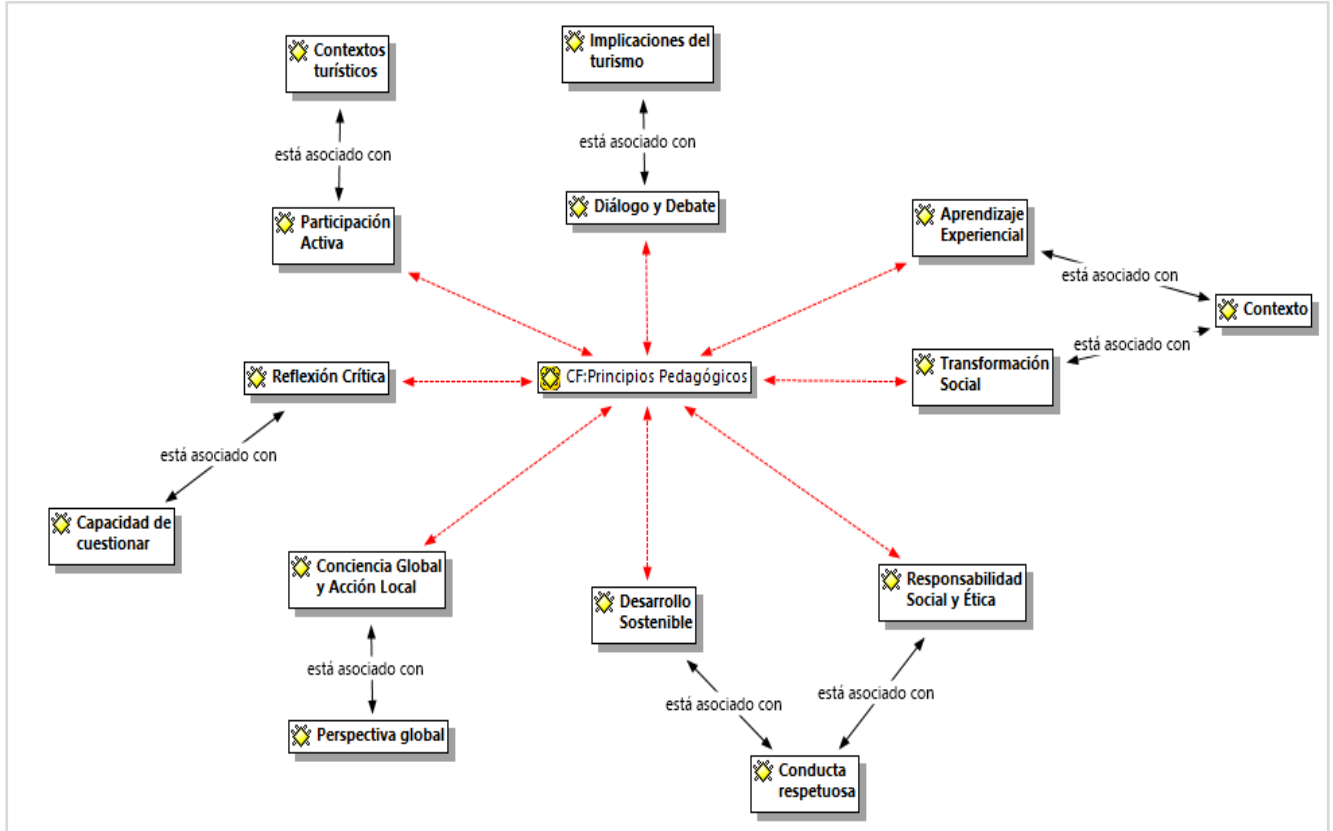 Contextos
turísticos
Implicaciones del
turismo
está asociado con
está asociado con
Participación
Activa
Diálogo y Debate
Aprendizaje
Experiencial
está asociado con
Contexto
está asociado con
Reflexión Crítica
CF:Principios Pedagógicos
Transformación
Social
está asociado con
Capacidad de
cuestionar
Conciencia Global
y Acción Local
Desarrollo
Sostenible
Responsabilidad
Social y Ética
está asociado con
está asociado con
está asociado con
Perspectiva global
Conducta
respetuosa